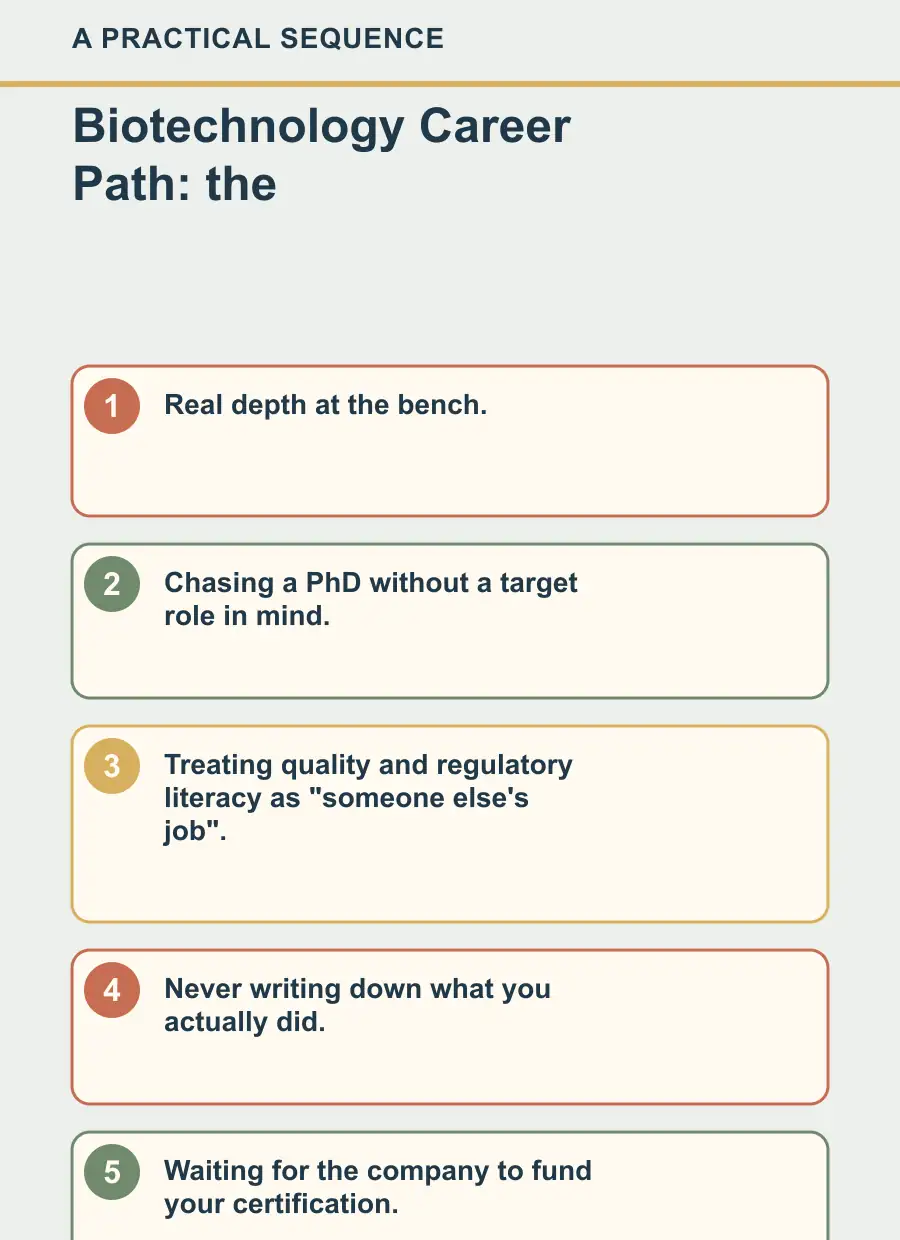 A PRACTICAL SEQUENCE
Biotechnology Career
Path: the
1
Real depth at the bench.
2
Chasing a PhD without a target
role in mind.
3
Treating quality and regulatory
literacy as "someone else's
job".
4
Never writing down what you
actually did.
5
Waiting for the company to fund
your certification.